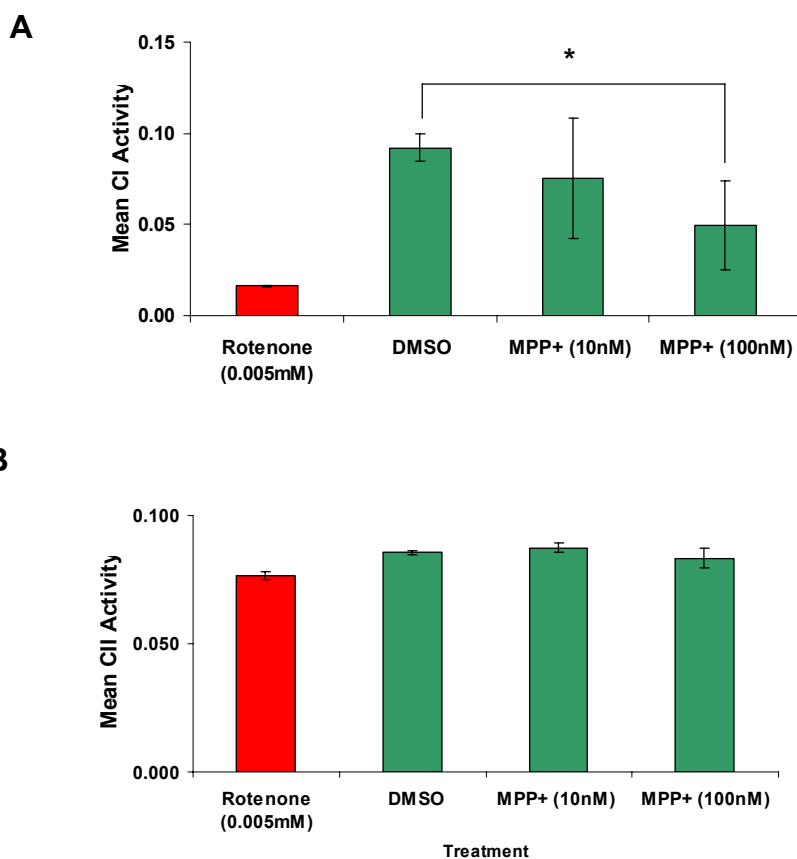 A
0.15
*
0.10
Mean CI Activity
0.05
0.00
Rotenone
(0.005mM)
DMSO
MPP+ (10nM)
MPP+ (100nM)
B
0.100
Mean CII Activity
0.050
0.000
Rotenone
(0.005mM)
DMSO
MPP+ (10nM)
MPP+ (100nM)
Treatment